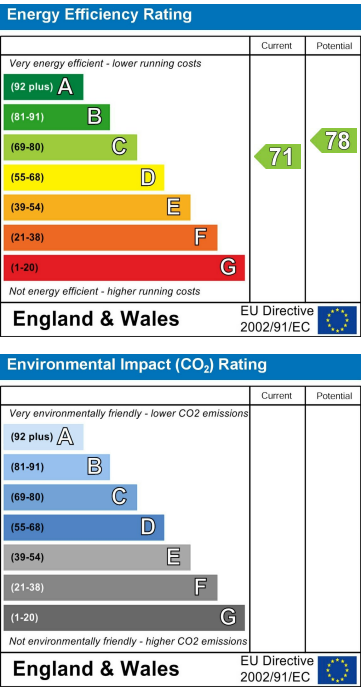 Energy Efficiency Rating
Current Potential
Very energy efficient - lower running costs
(92 plus) A
(81-91) B
(69-80) C
(55-68) D
(39-54) E
(21-38) F
(1-20) G
71
78
Not energy efficient - higher running costs
England & Wales
EU Directive
2002/91/EC
Environmental Impact (CO₂) Rating
Current Potential
Very environmentally friendly - lower CO2 emissions
(92 plus) A
(81-91) B
(69-80) C
(55-68) D
(39-54) E
(21-38) F
(1-20) G
Not environmentally friendly - higher CO2 emissions
England & Wales
EU Directive
2002/91/EC